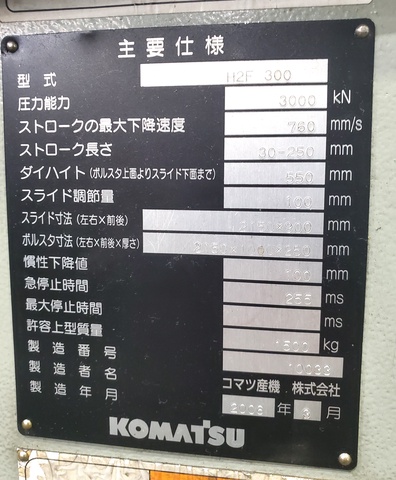 主要仕様
型式 H2F 300
圧力能力 3000 kN
ストロークの最大下降速度 760 mm/s
ストローク長さ 30-250 mm
ダイハイト(ボルスタ上面よりスライド下面まで) 550 mm
スライド調節量 100 mm
スライド寸法(左右×前後) mm
ボルスタ寸法(左右×前後×厚さ) mm
慣性下降値 100 mm
急停止時間 255 ms
最大停止時間 ms
許容上型質量 1500 kg
製造番号 10033
製造者名 コマツ産機 株式会社
製造年月 年 月
KOMATSU